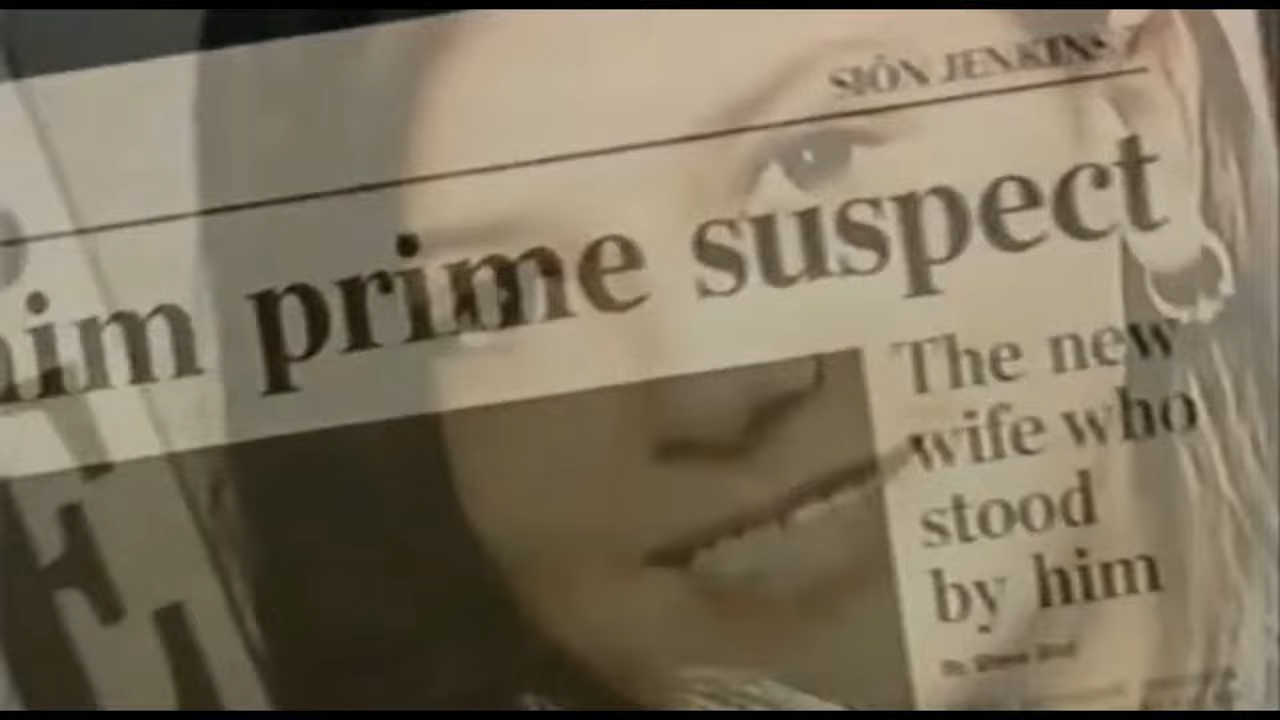 SIÔN JENKINS
him prime suspect
The new
wife who
stood
by him